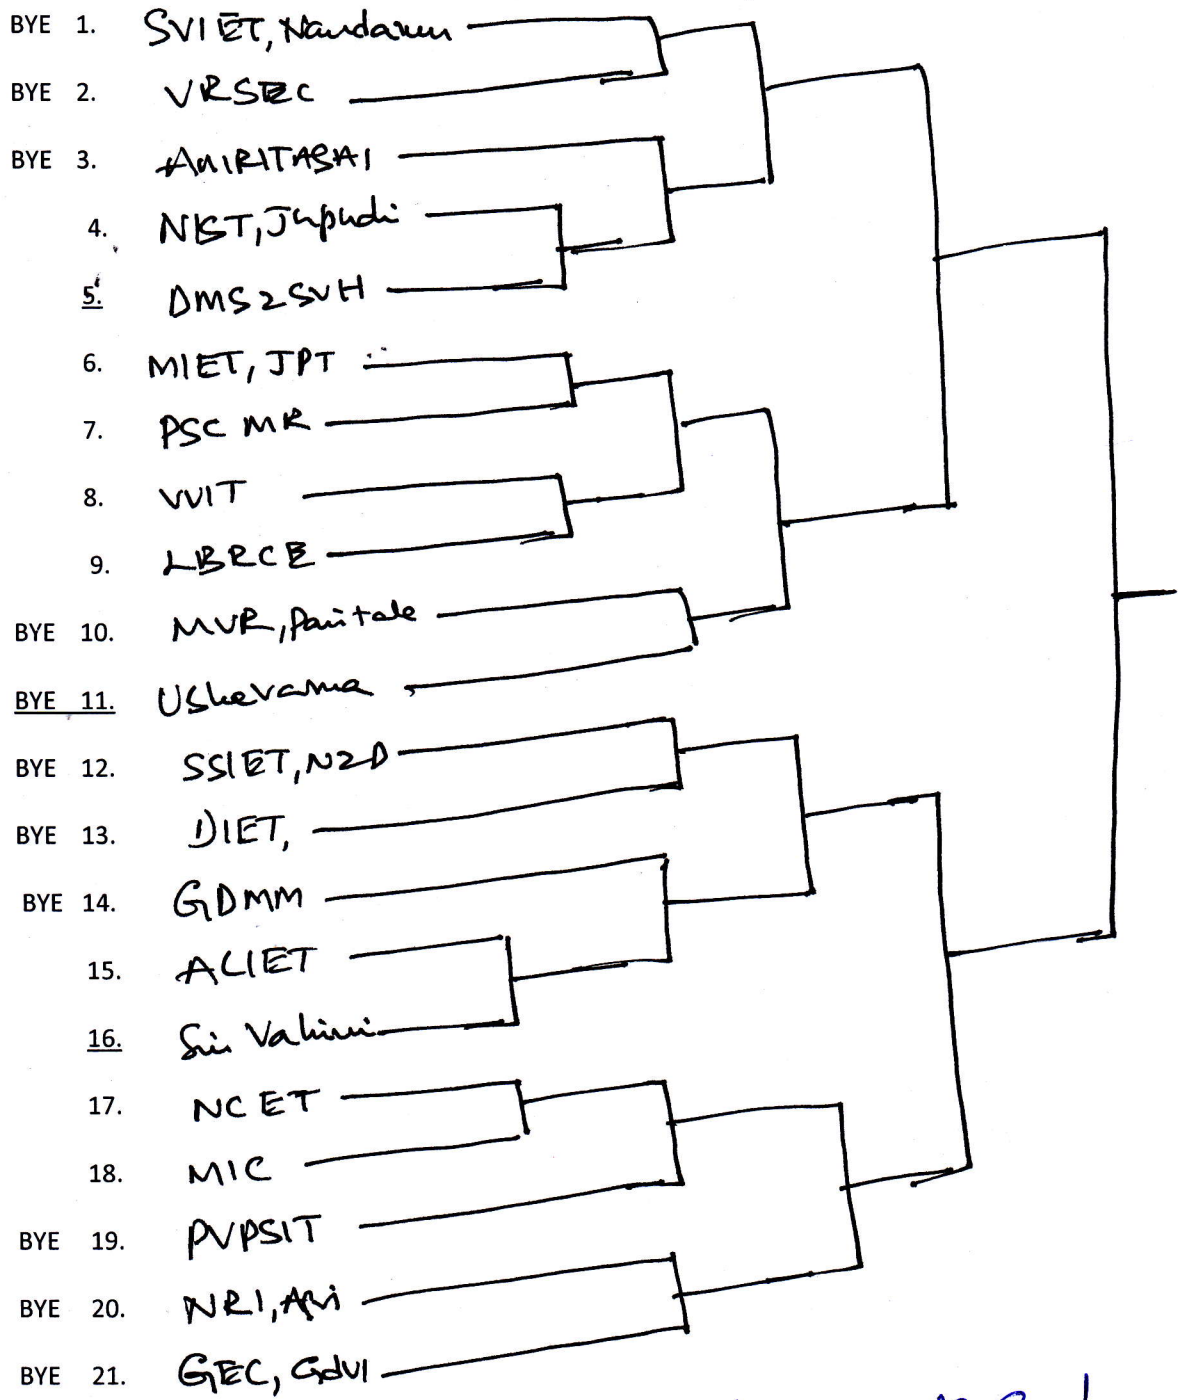 BYE 1. SVIET, Nandamuru
BYE 2. VRSEC
BYE 3. AMRITASAI
4. NIST, Jupudi
5. DMS2SVH
6. MIET, JPT
7. PSC MR
8. VVIT
9. LBRCE
BYE 10. MVR, Paritala
BYE 11. Usharama
BYE 12. SSIET, NZD
BYE 13. DIET,
BYE 14. GDMM
15. ALIET
16. Sri Vahini
17. NCET
18. MIC
BYE 19. PVPSIT
BYE 20. NRI, Agi
BYE 21. GEC, GDVL